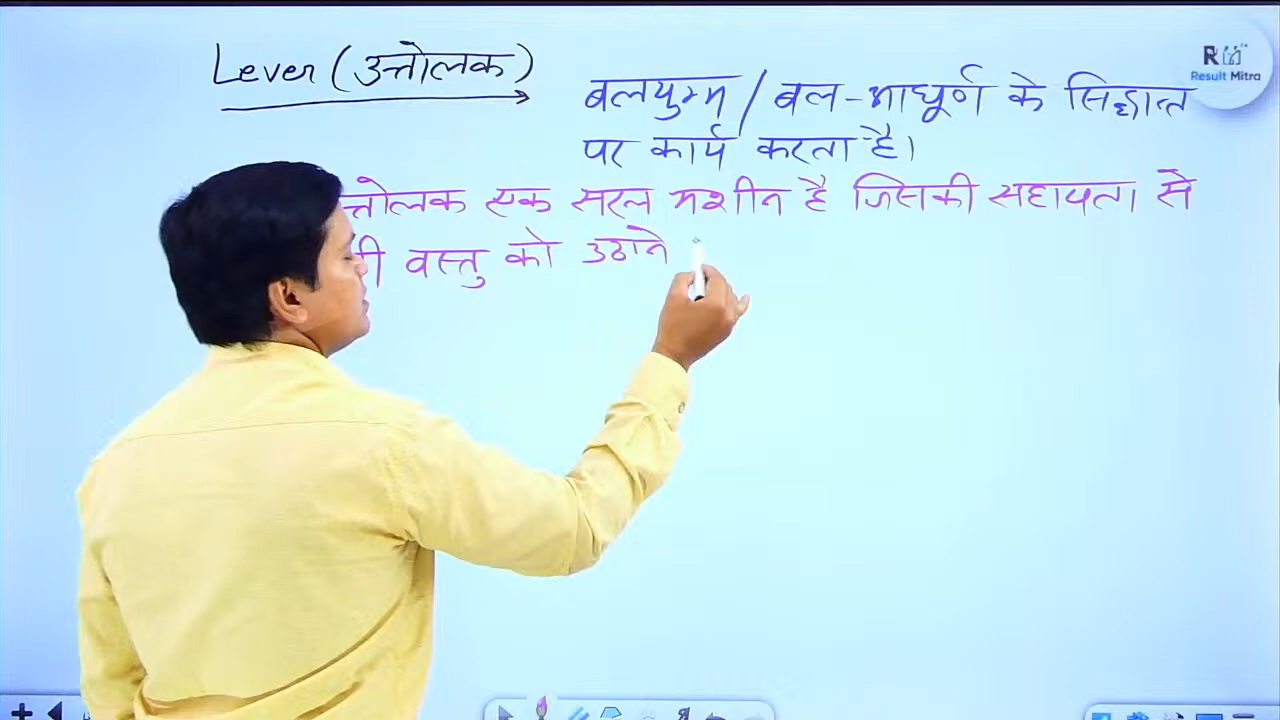 Lever (उत्तोलक)
बलयुग्म / बल-आघूर्ण के सिद्धान्त
पर कार्य करता है।
त्तोलक एक सरल मशीन है जिसकी सहायता से
वस्तु को उठाने
R
Result Mitra